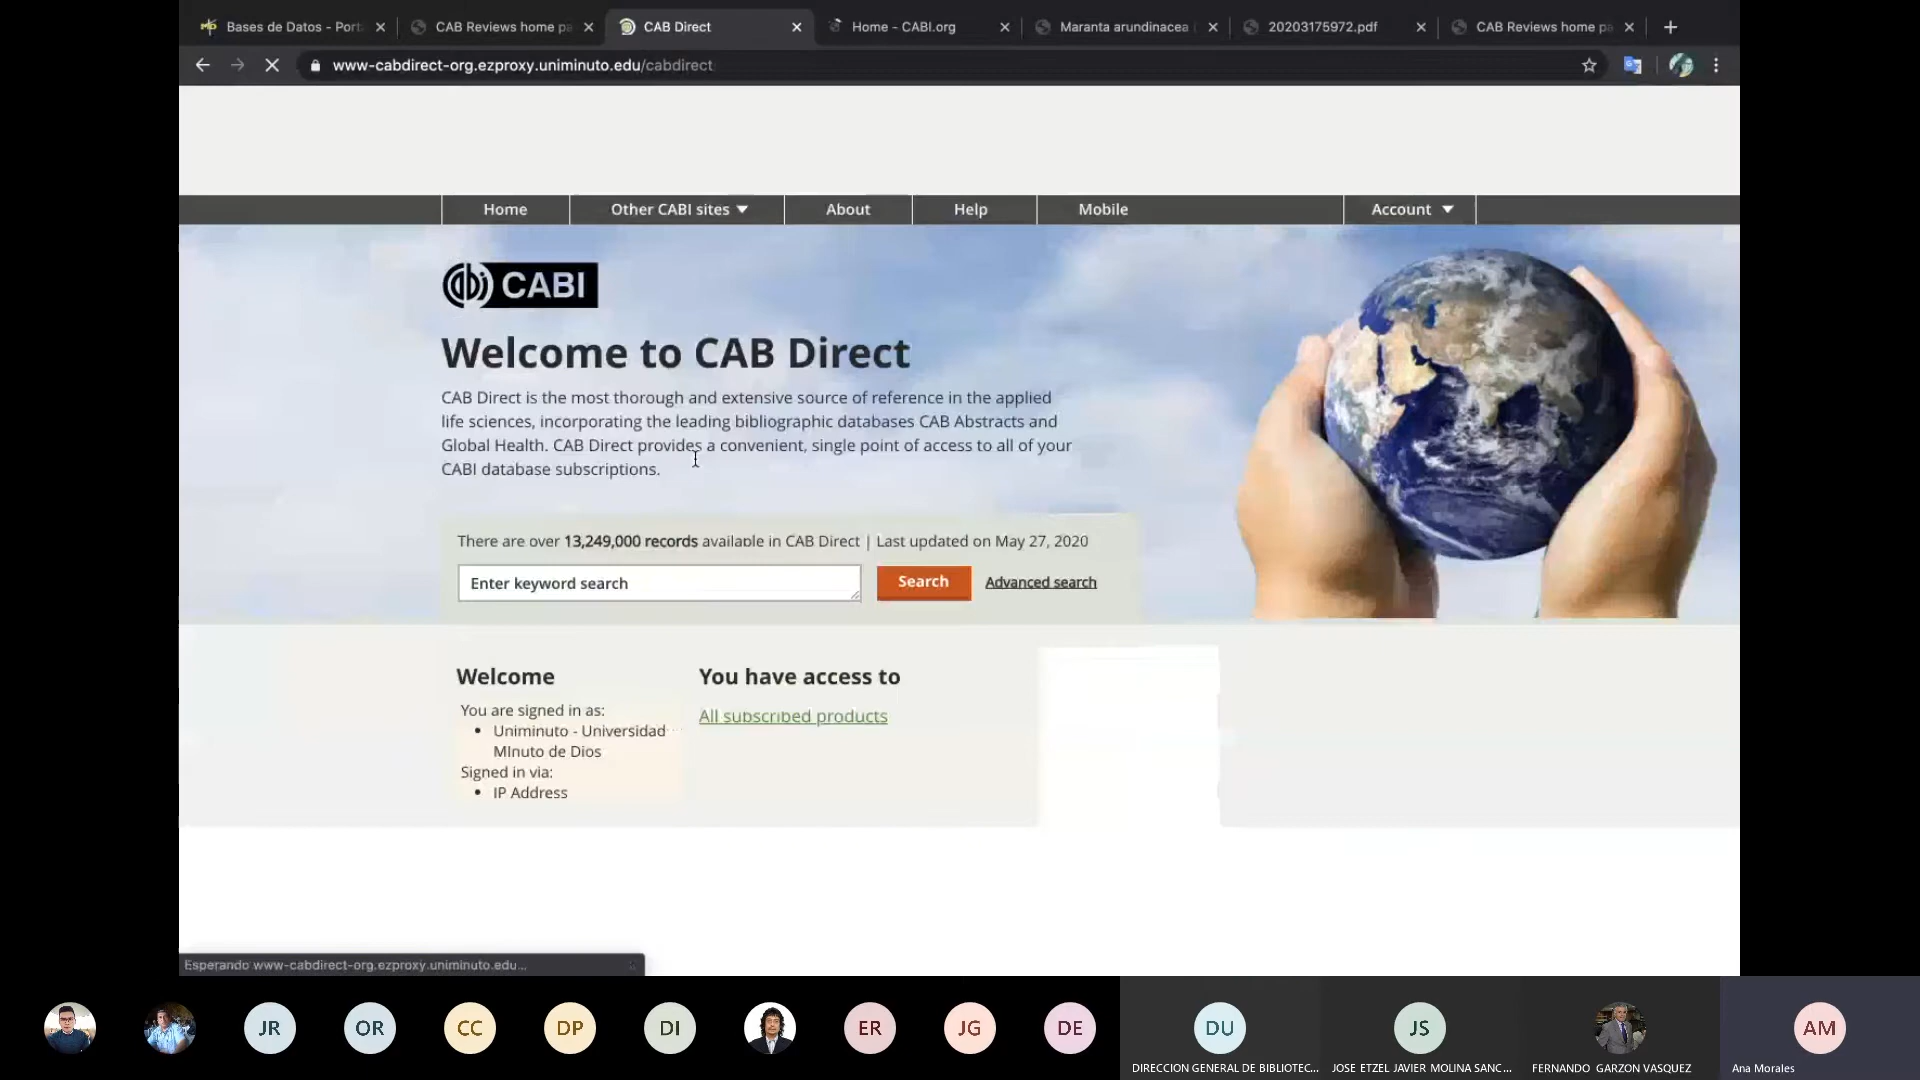 Bases de Datos - Port
CAB Reviews home pa
CAB Direct
Home - CABI.org
Maranta arundinacea
20203175972.pdf
CAB Reviews home pa
www-cabdirect-org.ezproxy.uniminuto.edu/cabdirect
Home
Other CABI sites
About
Help
Mobile
Account
cabi CABI
Welcome to CAB Direct
CAB Direct is the most thorough and extensive source of reference in the applied
life sciences, incorporating the leading bibliographic databases CAB Abstracts and
Global Health. CAB Direct provides a convenient, single point of access to all of your
CABI database subscriptions.
There are over 13,249,000 records available in CAB Direct | Last updated on May 27, 2020
Enter keyword search
Search
Advanced search
Welcome
You are signed in as:
• Uniminuto - Universidad
MInuto de Dios
Signed in via:
• IP Address
You have access to
All subscribed products
Esperando www-cabdirect-org.ezproxy.uniminuto.edu...
JR
OR
CC
DP
DI
ER
JG
DE
DU
JS
AM
DIRECCION GENERAL DE BIBLIOTEC...
JOSE ETZEL JAVIER MOLINA SANC...
FERNANDO GARZON VASQUEZ
Ana Morales